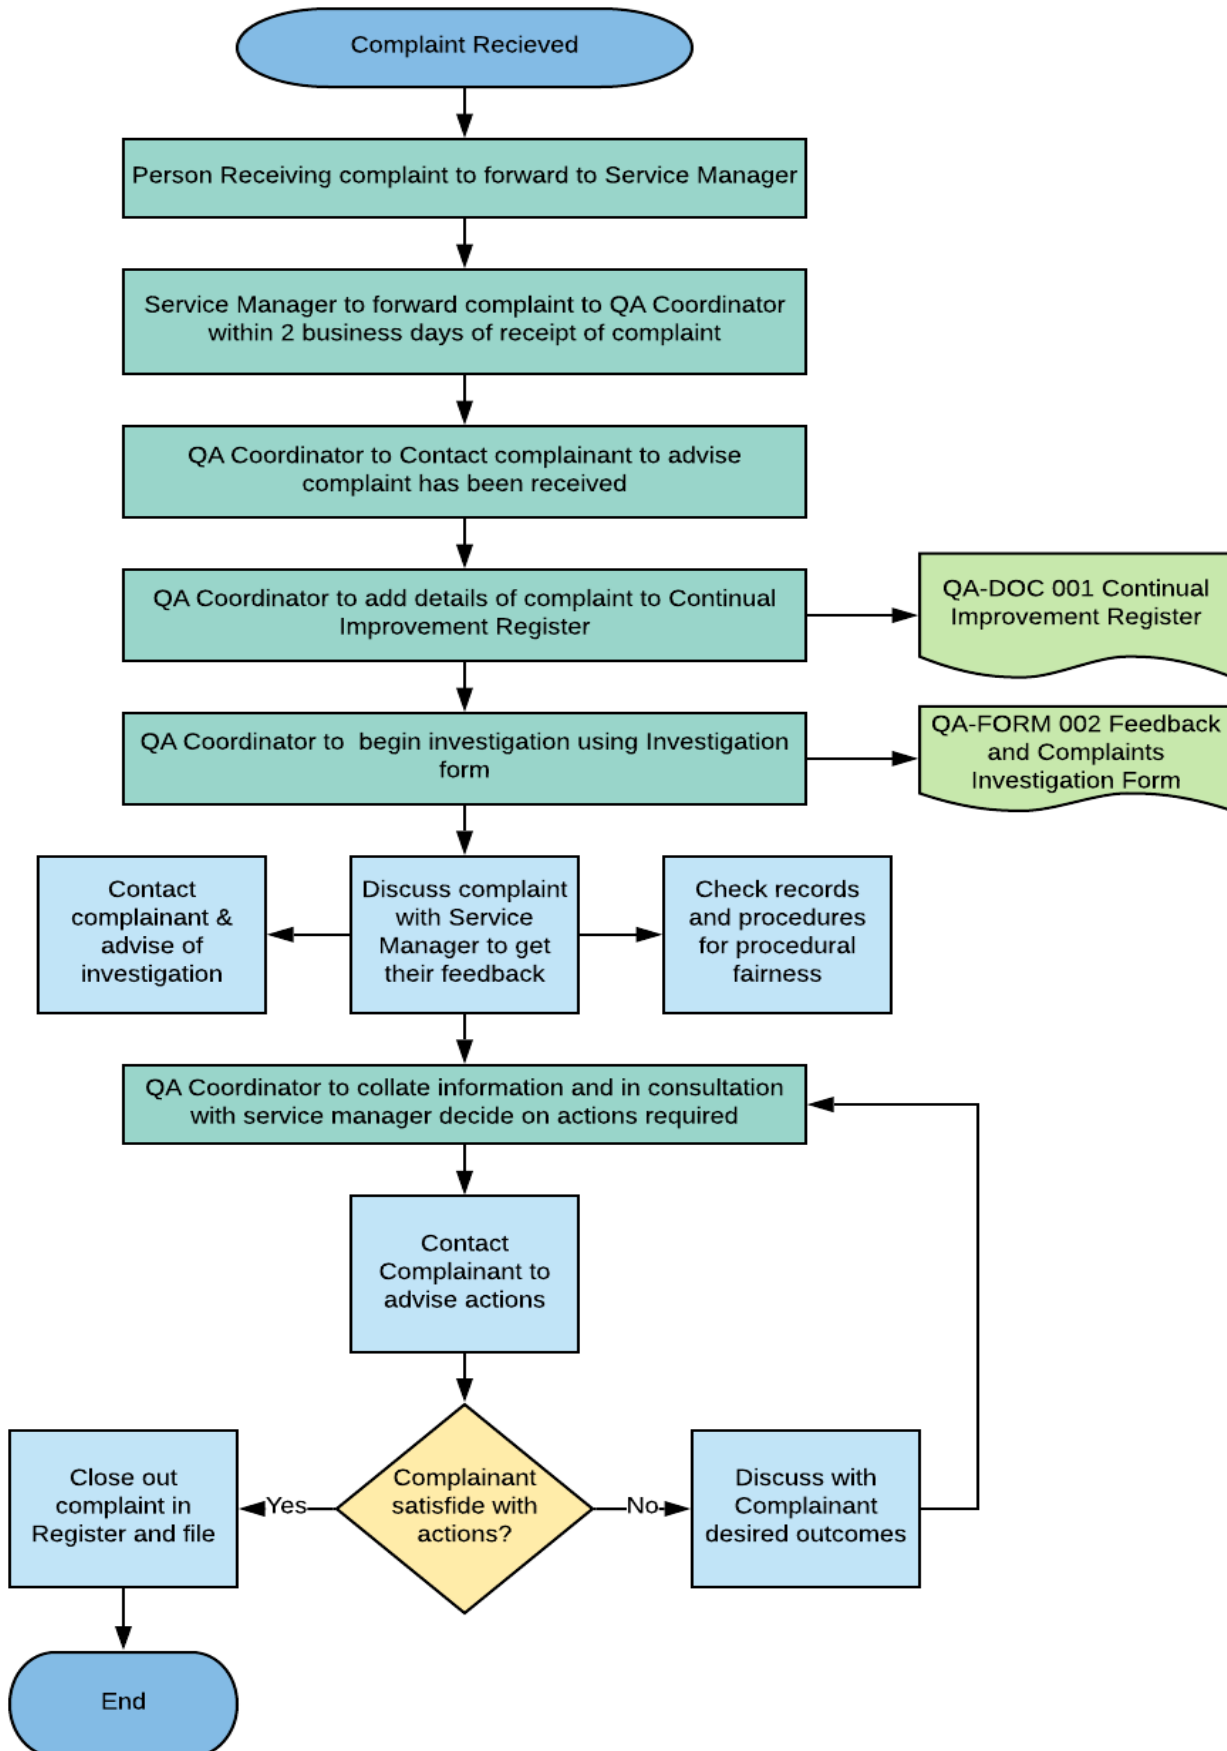 Complaint Recieved
Person Receiving complaint to forward to Service Manager
Service Manager to forward complaint to QA Coordinator
within 2 business days of receipt of complaint
QA Coordinator to Contact complainant to advise
complaint has been received
QA Coordinator to add details of complaint to Continual
Improvement Register
QA-DOC 001 Continual
Improvement Register
QA Coordinator to  begin investigation using Investigation
form
QA-FORM 002 Feedback
and Complaints
Investigation Form
Contact
complainant &
advise of
investigation
Discuss complaint
with Service
Manager to get
their feedback
Check records
and procedures
for procedural
fairness
QA Coordinator to collate information and in consultation
with service manager decide on actions required
Contact
Complainant to
advise actions
Complainant
satisfide with
actions?
Yes
No
Close out
complaint in
Register and file
Discuss with
Complainant
desired outcomes
End